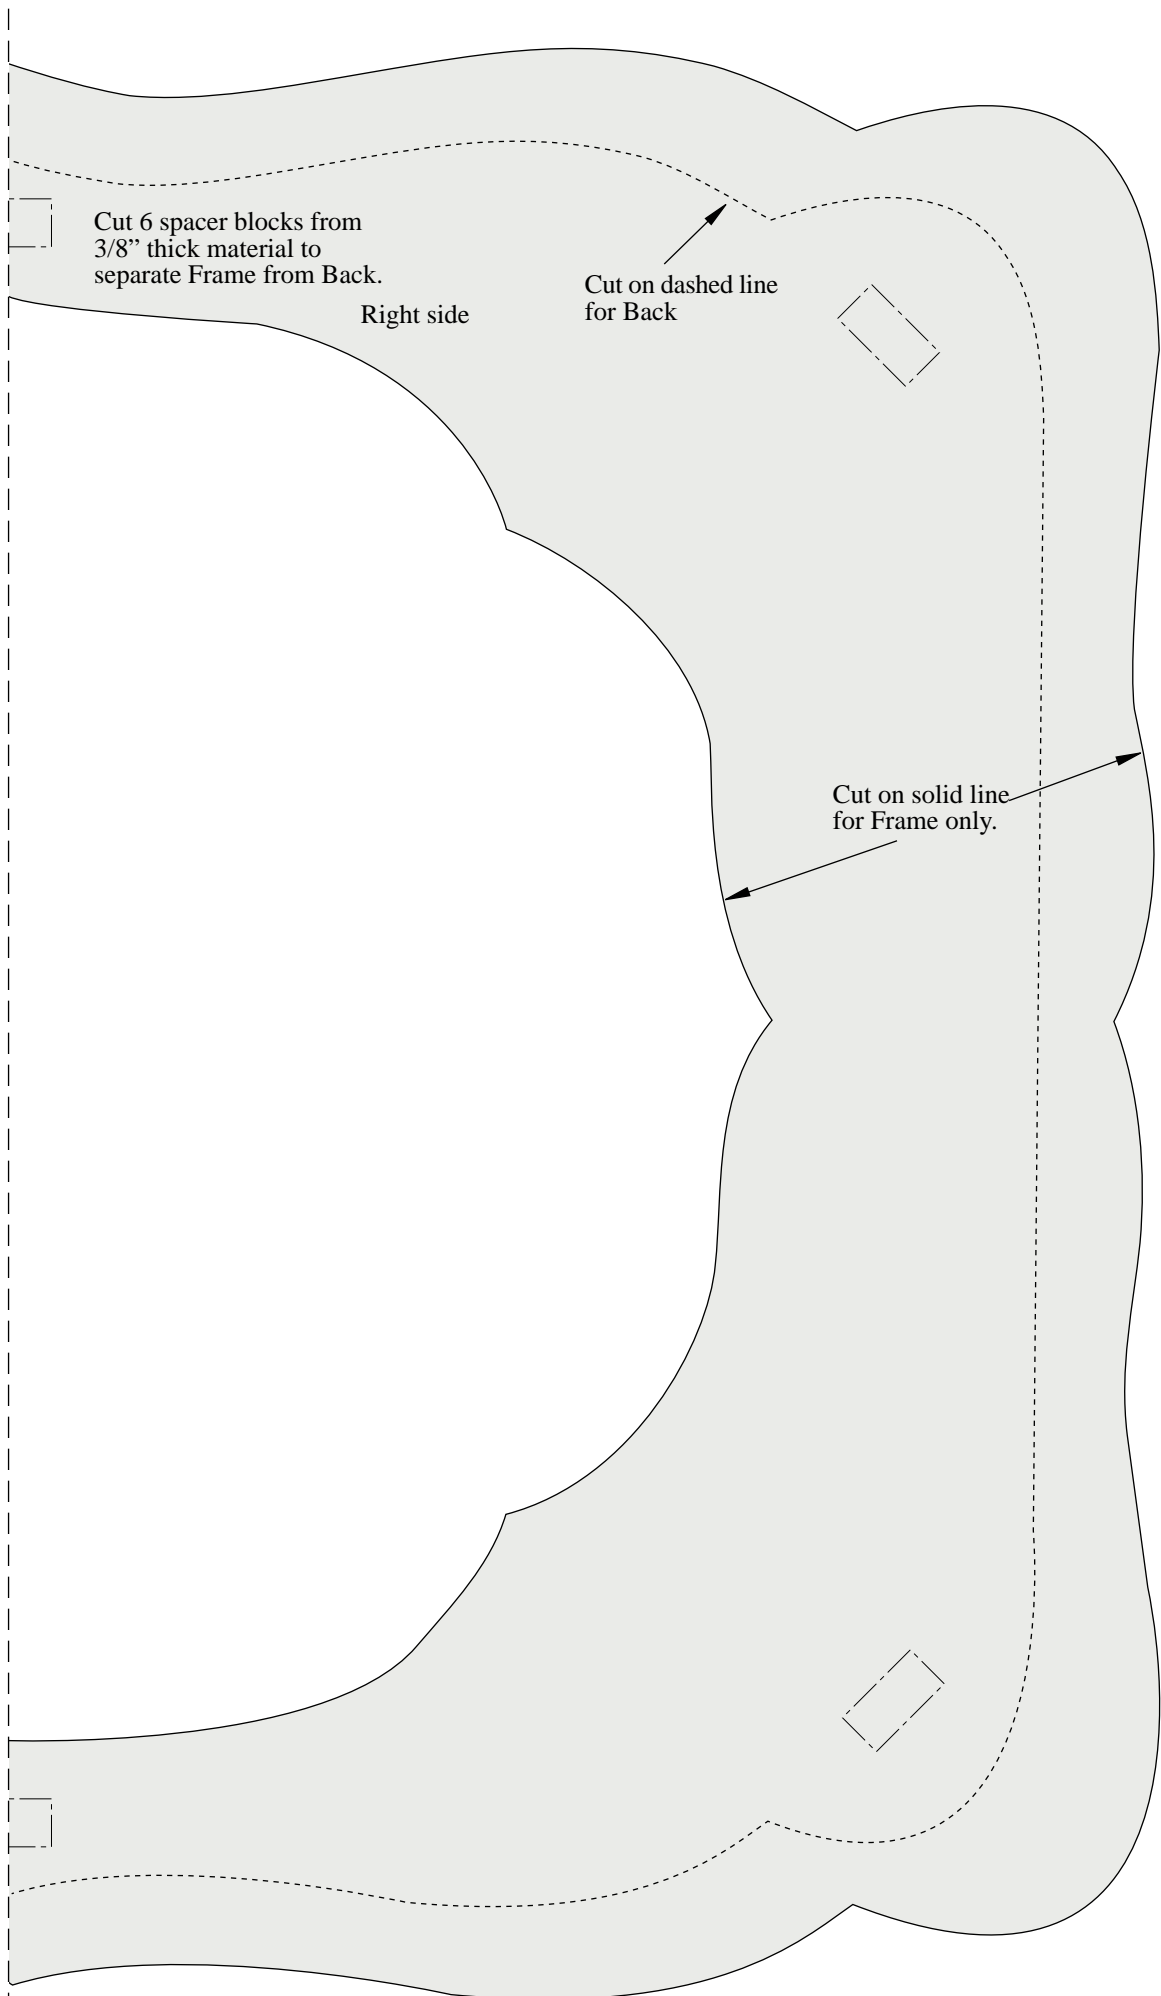 Cut 6 spacer blocks from
3/8” thick material to
separate Frame from Back.
Right side
Cut on dashed line
for Back
Cut on solid line
for Frame only.